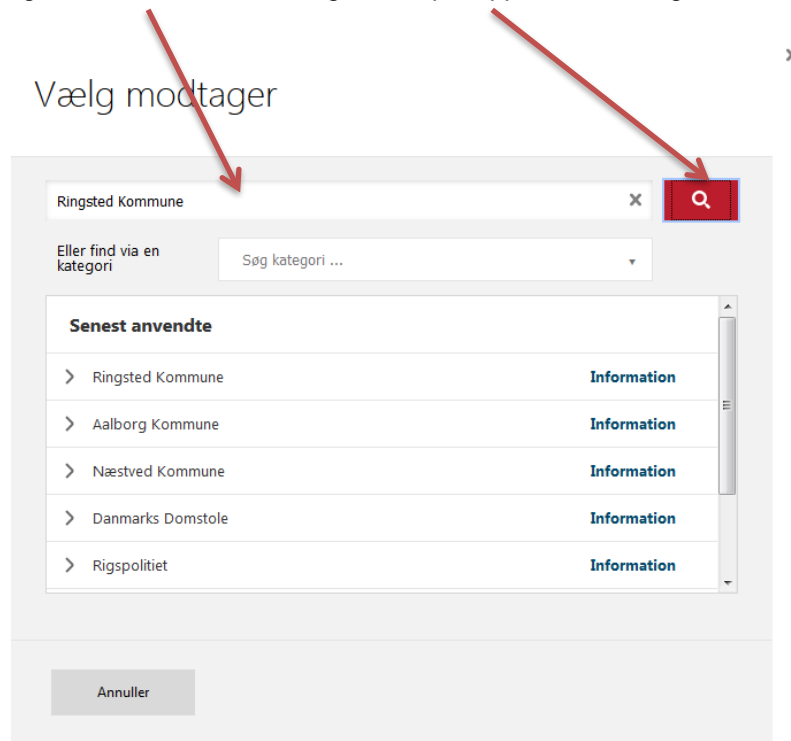 Vælg modtager
Ringsted Kommune
Eller find via en
kategori
Søg kategori ...
Senest anvendte
Ringsted Kommune Information
Aalborg Kommune Information
Næstved Kommune Information
Danmarks Domstole Information
Rigspolitiet Information
Annuller